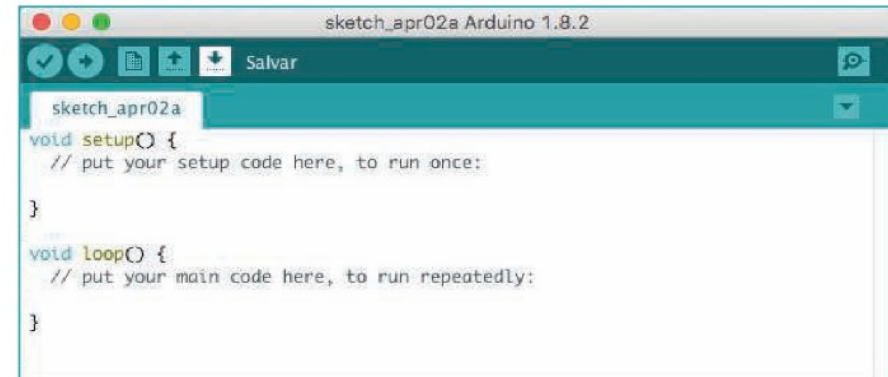 sketch_apr02a Arduino 1.8.2
Salvar
sketch_apr02a
void setup() {
  // put your setup code here, to run once:
}
void loop() {
  // put your main code here, to run repeatedly:
}